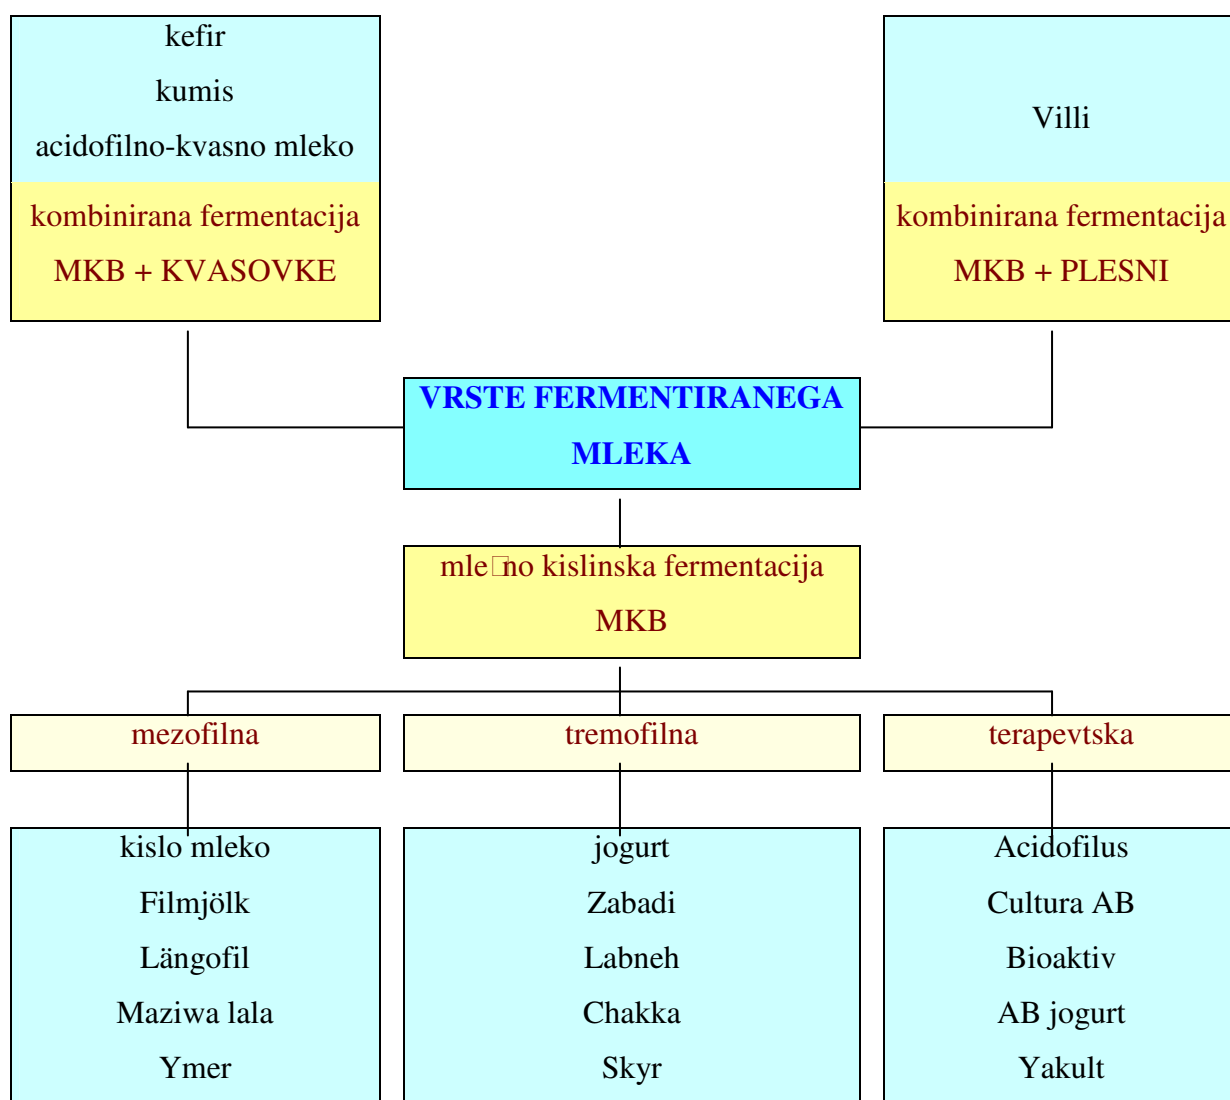 kefir
kumis
acidofilno-kvasno mleko
kombinirana fermentacija
MKB + KVASOVKE
Villi
kombinirana fermentacija
MKB + PLESNI
VRSTE FERMENTIRANEGA
MLEKA
mle□no kislinska fermentacija
MKB
mezofilna
tremofilna
terapevtska
kislo mleko
Filmjölk
Längofil
Maziwa lala
Ymer
jogurt
Zabadi
Labneh
Chakka
Skyr
Acidofilus
Cultura AB
Bioaktiv
AB jogurt
Yakult